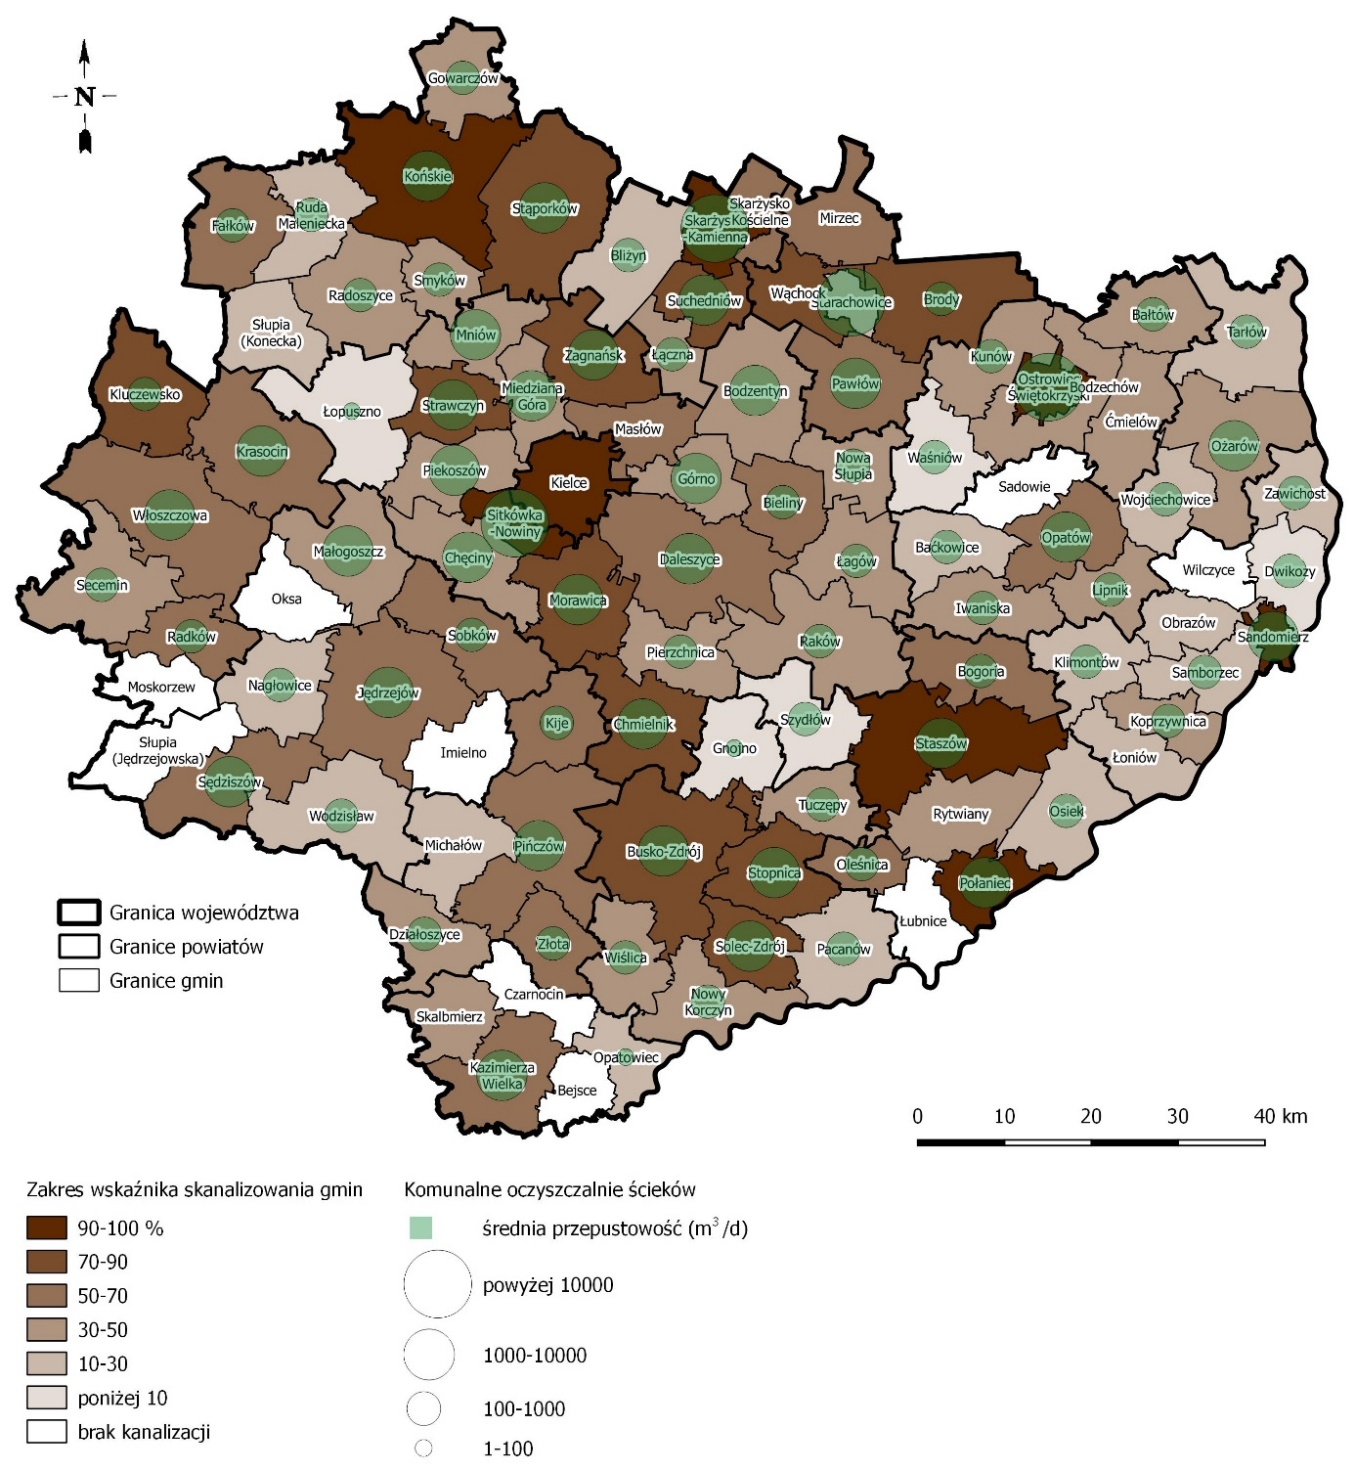 N
Gowarczów
Końskie
Stąporków
Fałków
Ruda
Maleniecka
Bliżyn
Skarżysko
Kościelne
Skarżys
-Kamienna
Mirzec
Smyków
Radoszyce
Suchedniów
Wąchock
Starachowice
Brody
Bałtów
Tarłów
Słupia
(Konecka)
Mniów
Zagnańsk
Łączna
Kunów
Ostrowiec
Świętokrzyski
Bodzechów
Kluczewsko
Łopuszno
Strawczyn
Miedziana
Góra
Bodzentyn
Pawłów
Ćmielów
Masłów
Krasocin
Piekoszów
Kielce
Górno
Nowa
Słupia
Waśniów
Ożarów
Sadowie
Wojciechowice
Zawichost
Włoszczowa
Sitkówka
-Nowiny
Bieliny
Małogoszcz
Chęciny
Daleszyce
Łagów
Baćkowice
Opatów
Wilczyce
Dwikozy
Secemin
Oksa
Morawica
Iwaniska
Lipnik
Obrazów
Sandomierz
Radków
Sobków
Pierzchnica
Raków
Bogoria
Klimontów
Samborzec
Moskorzew
Nagłowice
Jędrzejów
Kije
Chmielnik
Gnojno
Szydłów
Staszów
Koprzywnica
Słupia
(Jędrzejowska)
Imielno
Łoniów
Sędziszów
Wodzisław
Tuczępy
Rytwiany
Osiek
Michałów
Pińczów
Busko-Zdrój
Stopnica
Oleśnica
Połaniec
Działoszyce
Złota
Wiślica
Solec-Zdrój
Pacanów
Łubnice
Czarnocin
Skalbmierz
Nowy
Korczyn
Kazimierza
Wielka
Opatowiec
Bejsce
Granica województwa
Granice powiatów
Granice gmin
0 10 20 30 40 km
Zakres wskaźnika skanalizowania gmin
90-100 %
70-90
50-70
30-50
10-30
poniżej 10
brak kanalizacji
Komunalne oczyszczalnie ścieków
średnia przepustowość (m³/d)
powyżej 10000
1000-10000
100-1000
1-100